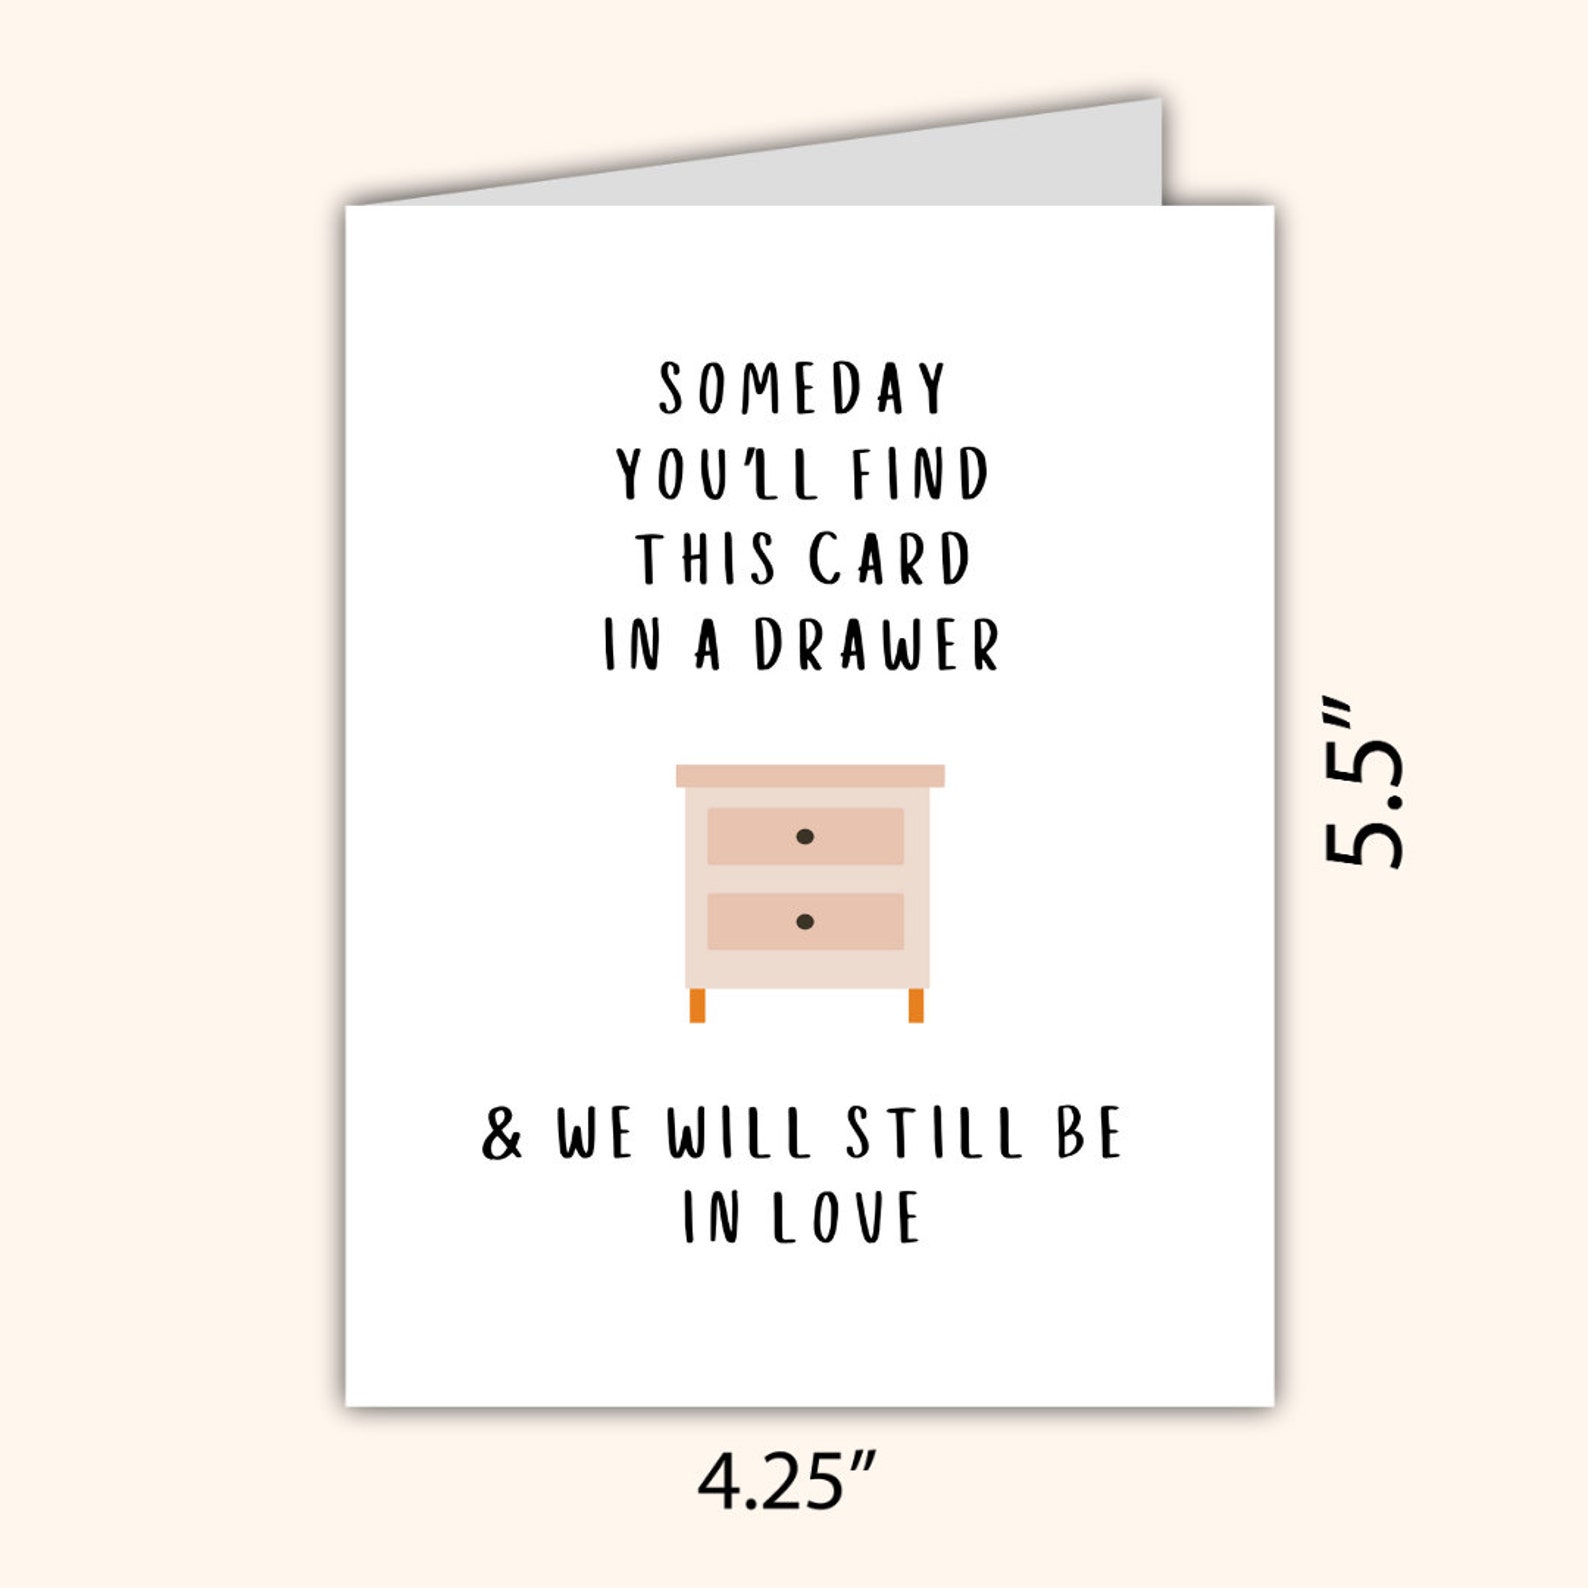 SOMEDAY
YOU'LL FIND
THIS CARD
IN A DRAWER
& WE WILL STILL BE
IN LOVE
5.5"
4.25"